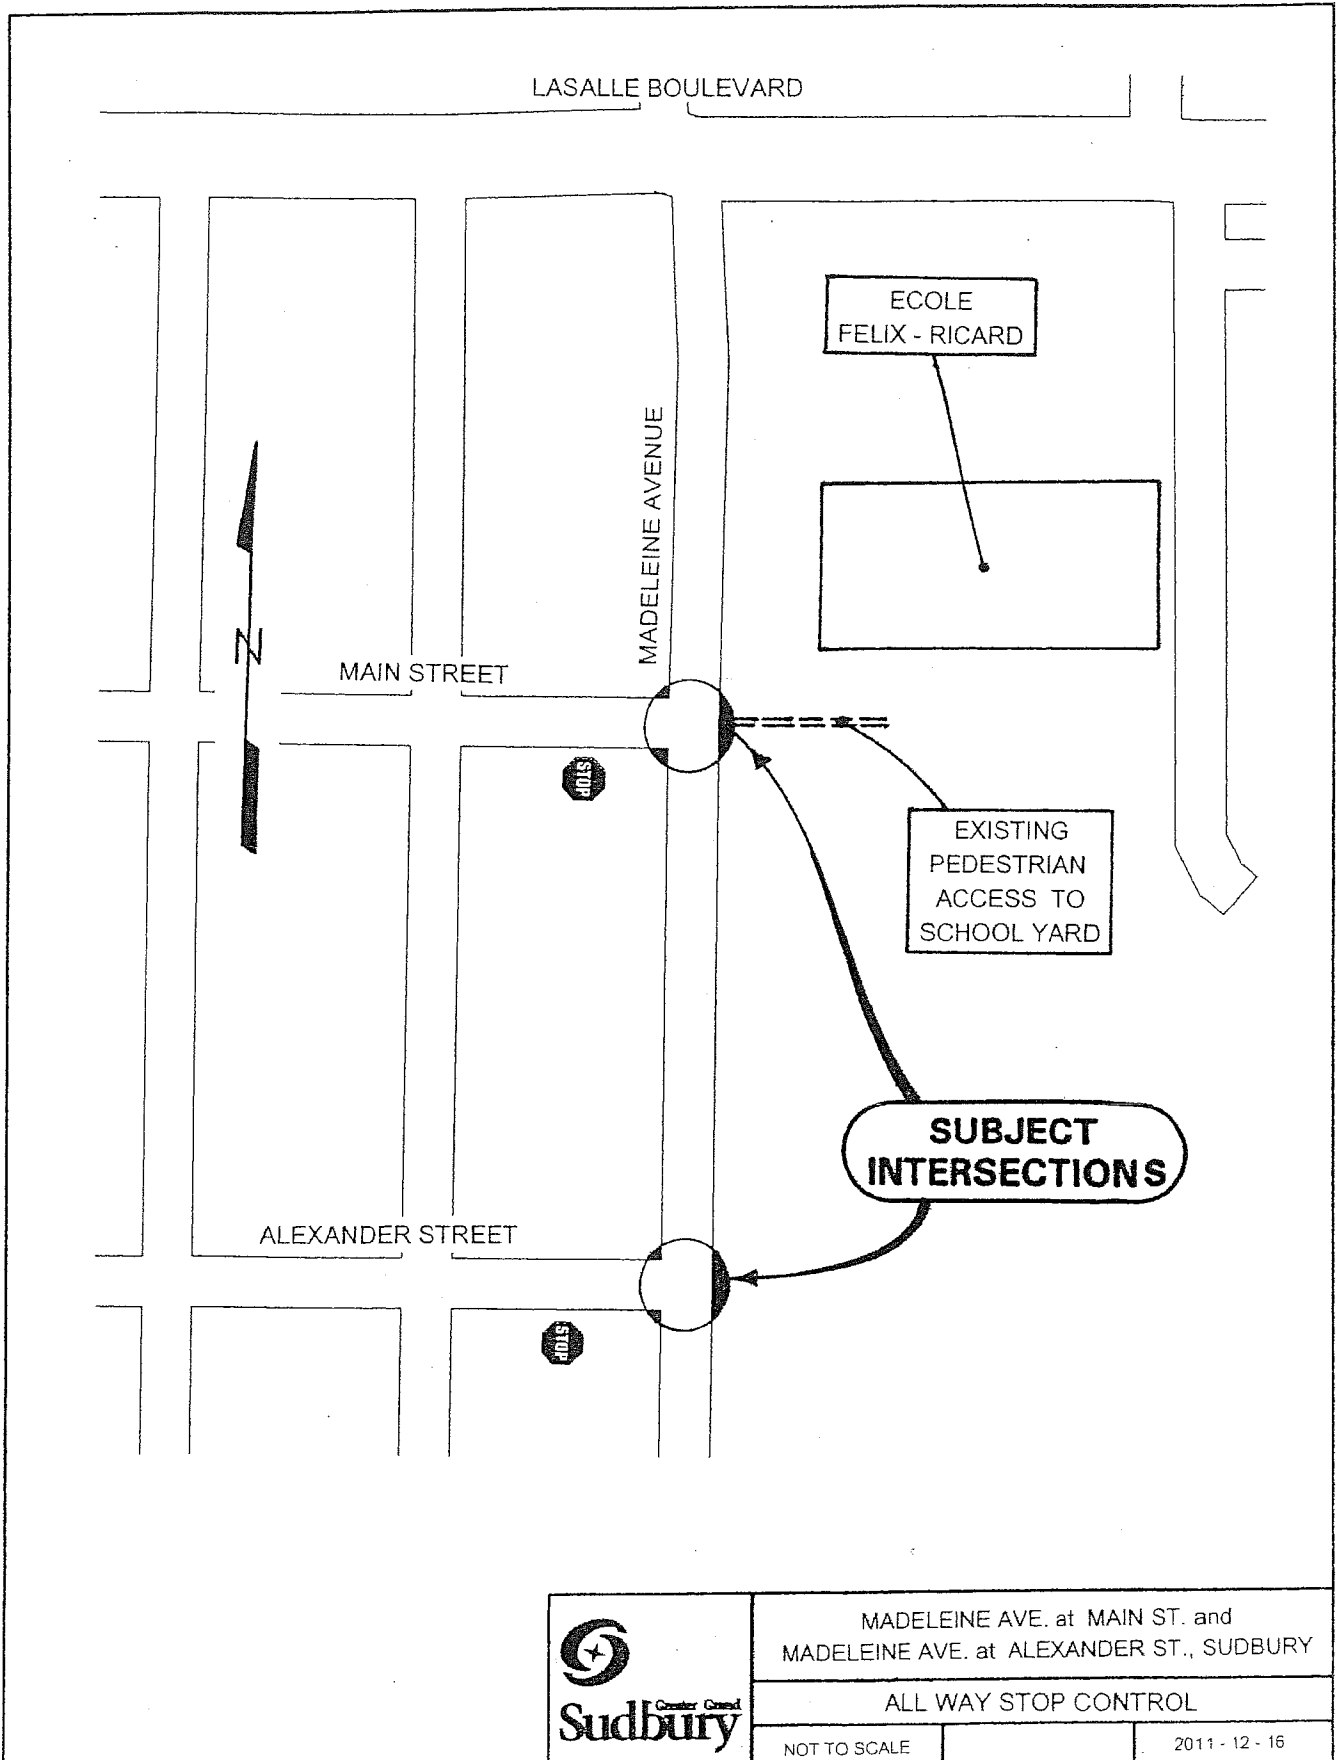 LASALLE BOULEVARD
ECOLE
FELIX - RICARD
MADELEINE AVENUE
N
MAIN STREET
STOP
EXISTING
PEDESTRIAN
ACCESS TO
SCHOOL YARD
SUBJECT
INTERSECTIONS
ALEXANDER STREET
STOP
Greater Grand
Sudbury
MADELEINE AVE. at MAIN ST. and
MADELEINE AVE. at ALEXANDER ST., SUDBURY
ALL WAY STOP CONTROL
NOT TO SCALE
2011 - 12 - 16